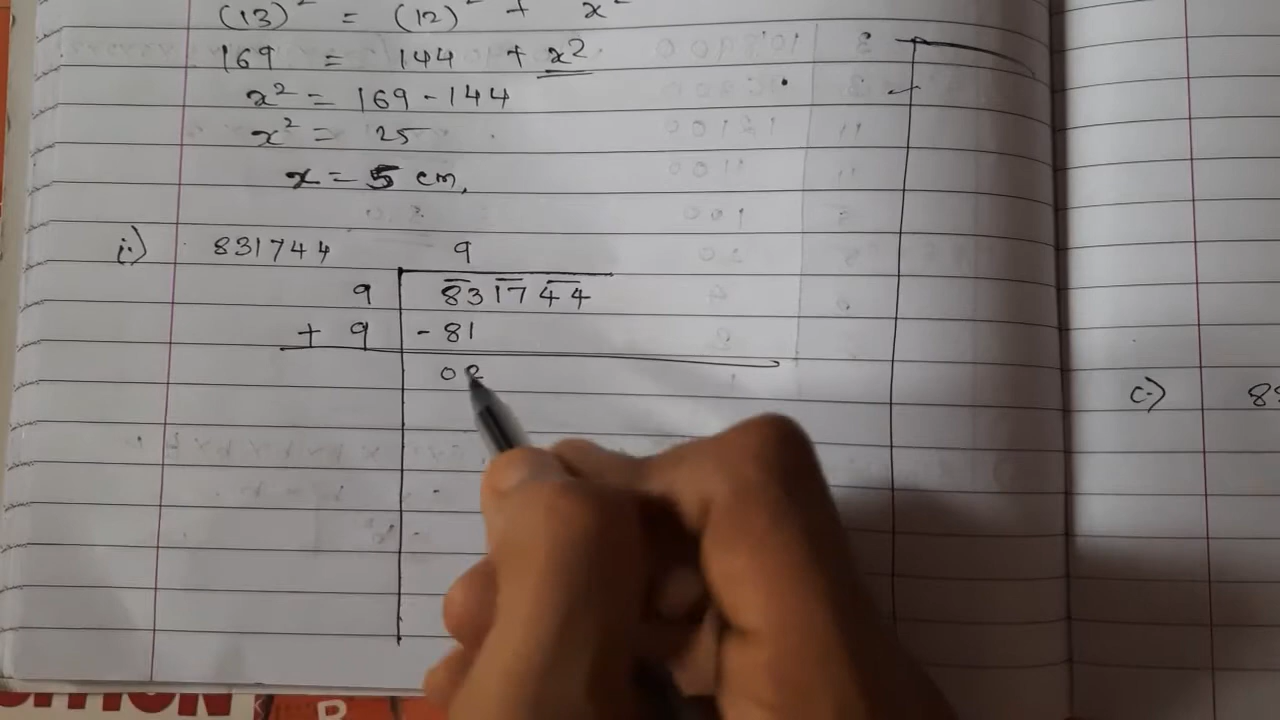 (13)² = (12)² + x²
169 = 144 + x²
x² = 169 - 144
x² = 25
x = 5 cm,
i.) 831744 9
9 83 17 44
+ 9 - 81
02
c.) 88